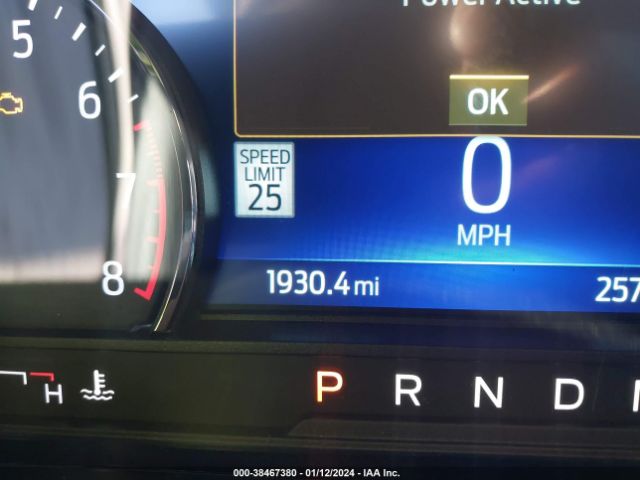 Power Active
5
6
7
8
OK
SPEED
LIMIT
25
0
MPH
1930.4 mi
257
H
P R N D
000-38467380 - 01/12/2024 - IAA Inc.